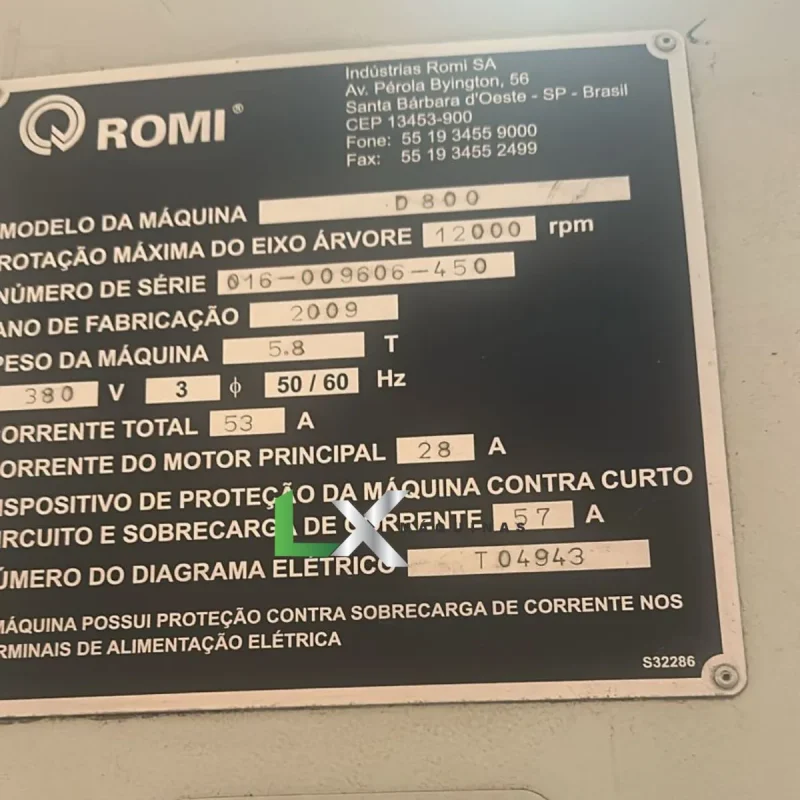 ROMI®
Indústrias Romi SA
Av. Pérola Byington, 56
Santa Bárbara d'Oeste - SP - Brasil
CEP 13453-900
Fone: 55 19 3455 9000
Fax: 55 19 3455 2499
MODELO DA MÁQUINA D800
ROTAÇÃO MÁXIMA DO EIXO ÁRVORE 12000 rpm
NÚMERO DE SÉRIE 016-009606-450
ANO DE FABRICAÇÃO 2009
PESO DA MÁQUINA 5.8 T
380 V 3 ϕ 50 / 60 Hz
ORRENTE TOTAL 53 A
ORRENTE DO MOTOR PRINCIPAL 28 A
ISPOSITIVO DE PROTEÇÃO DA MÁQUINA CONTRA CURTO
IRCUITO E SOBRECARGA DE CORRENTE 57 A
ÚMERO DO DIAGRAMA ELÉTRICO T04943
MÁQUINA POSSUI PROTEÇÃO CONTRA SOBRECARGA DE CORRENTE NOS
RMINAIS DE ALIMENTAÇÃO ELÉTRICA
S32286
LX